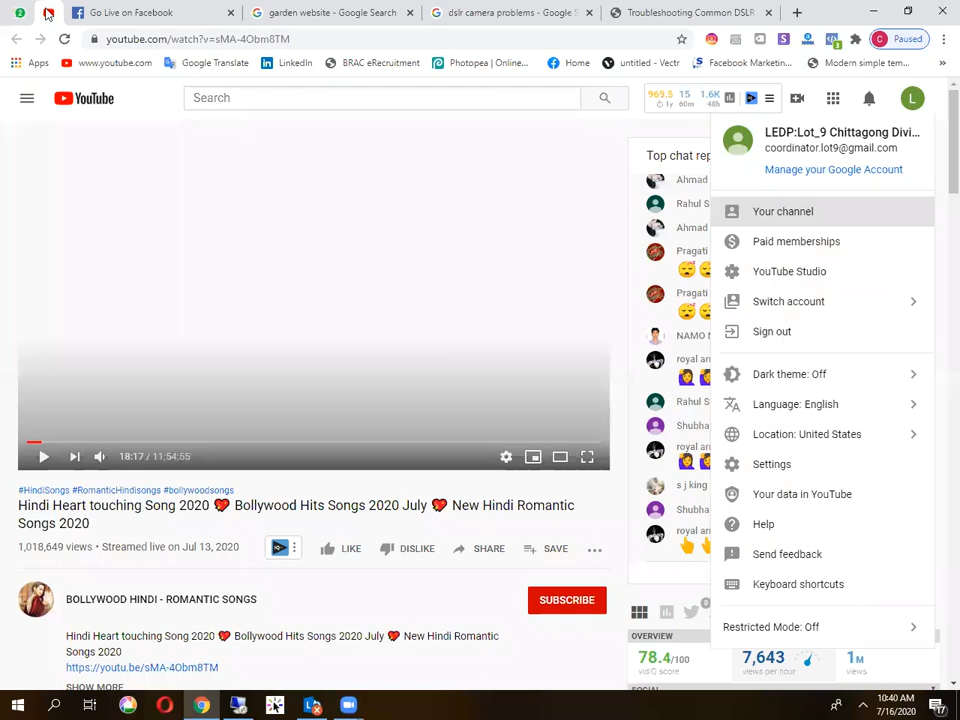 2
Go Live on Facebook
garden website - Google Search
dslr camera problems - Google S
Troubleshooting Common DSLR
youtube.com/watch?v=sMA-4Obm8TM
C Paused
Apps
www.youtube.com
Google Translate
LinkedIn
BRAC eRecruitment
Photopea | Online...
Home
untitled - Vectr
Facebook Marketin...
Modern simple tem...
YouTube
Search
969.5 15 1.6K
1y 60m 48h
L
LEDP:Lot_9 Chittagong Divi...
coordinator.lot9@gmail.com
Manage your Google Account
Your channel
Paid memberships
YouTube Studio
Switch account
Sign out
Dark theme: Off
Language: English
Location: United States
Settings
Your data in YouTube
Help
Send feedback
Keyboard shortcuts
Restricted Mode: Off
Top chat rep
Ahmad
Rahul S
Ahmad
Pragati
Pragati
NAMO
royal arr
Rahul S
Shubha
royal arr
s j king
Shubha
royal arr
18:17 / 11:54:55
#HindiSongs #RomanticHindisongs #bollywoodsongs
Hindi Heart touching Song 2020 💖 Bollywood Hits Songs 2020 July 💖 New Hindi Romantic
Songs 2020
1,018,649 views • Streamed live on Jul 13, 2020
LIKE
DISLIKE
SHARE
SAVE
BOLLYWOOD HINDI - ROMANTIC SONGS
SUBSCRIBE
Hindi Heart touching Song 2020 💖 Bollywood Hits Songs 2020 July 💖 New Hindi Romantic
Songs 2020
https://youtu.be/sMA-4Obm8TM
SHOW MORE
0
OVERVIEW
78.4/100
vidIQ score
7,643
views per hour
1M
views
SOCIAL
10:40 AM
7/16/2020
17